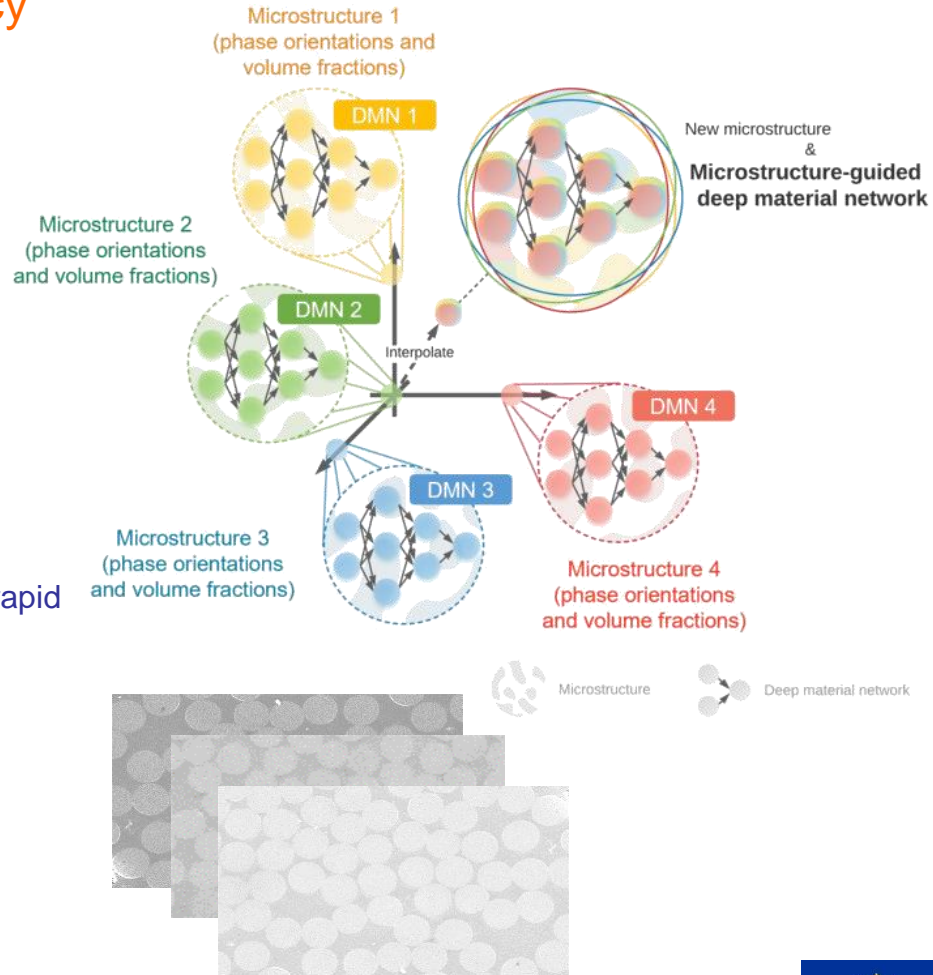 Microstructure 1
(phase orientations and
volume fractions)
DMN 1
New microstructure
&
Microstructure-guided
deep material network
Microstructure 2
(phase orientations
and volume fractions)
DMN 2
Interpolate
DMN 4
DMN 3
Microstructure 3
(phase orientations
and volume fractions)
Microstructure 4
(phase orientations
and volume fractions)
Microstructure
Deep material network